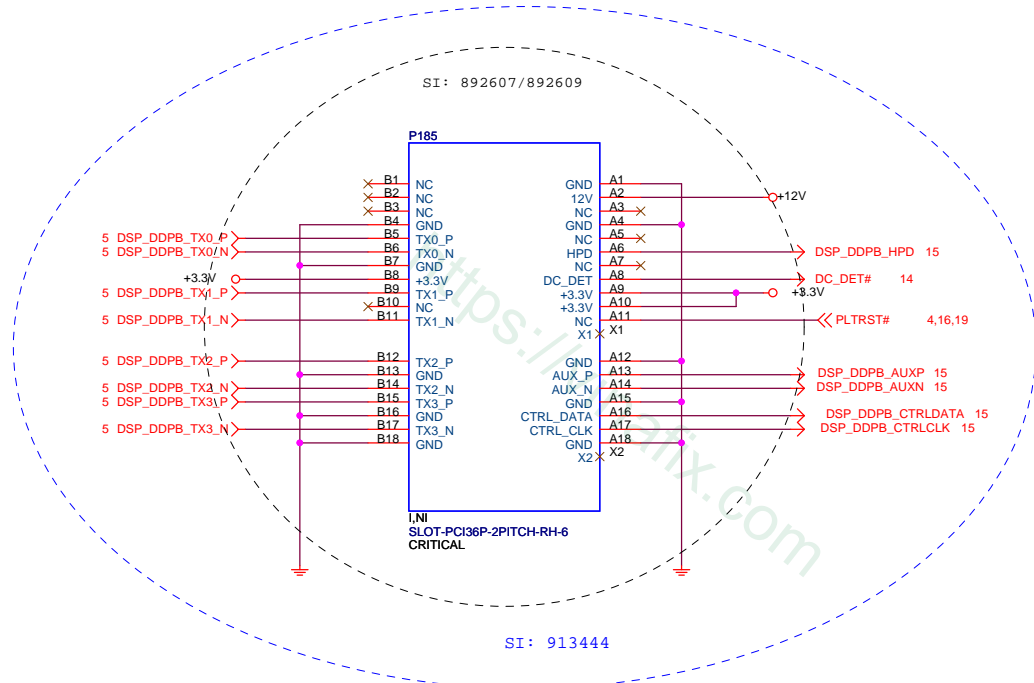 SI: 892607/892609
P185
B1 NC GND A1
B2 NC 12V A2 +12V
B3 NC NC A3
B4 GND GND A4
5 DSP_DDPB_TX0_P B5 TX0_P NC A5
5 DSP_DDPB_TX0_N B6 TX0_N HPD A6 DSP_DDPB_HPD 15
B7 GND NC A7
+3.3V B8 +3.3V DC_DET A8 DC_DET# 14
5 DSP_DDPB_TX1_P B9 TX1_P +3.3V A9 +3.3V
B10 NC +3.3V A10
5 DSP_DDPB_TX1_N B11 TX1_N NC A11 PLTRST# 4,16,19
X1 X1
5 DSP_DDPB_TX2_P B12 TX2_P GND A12
B13 GND AUX_P A13 DSP_DDPB_AUXP 15
5 DSP_DDPB_TX2_N B14 TX2_N AUX_N A14 DSP_DDPB_AUXN 15
5 DSP_DDPB_TX3_P B15 TX3_P GND A15
B16 GND CTRL_DATA A16 DSP_DDPB_CTRLDATA 15
5 DSP_DDPB_TX3_N B17 TX3_N CTRL_CLK A17 DSP_DDPB_CTRLCLK 15
B18 GND GND A18
X2 X2
I,NI
SLOT-PCI36P-2PITCH-RH-6
CRITICAL
SI: 913444